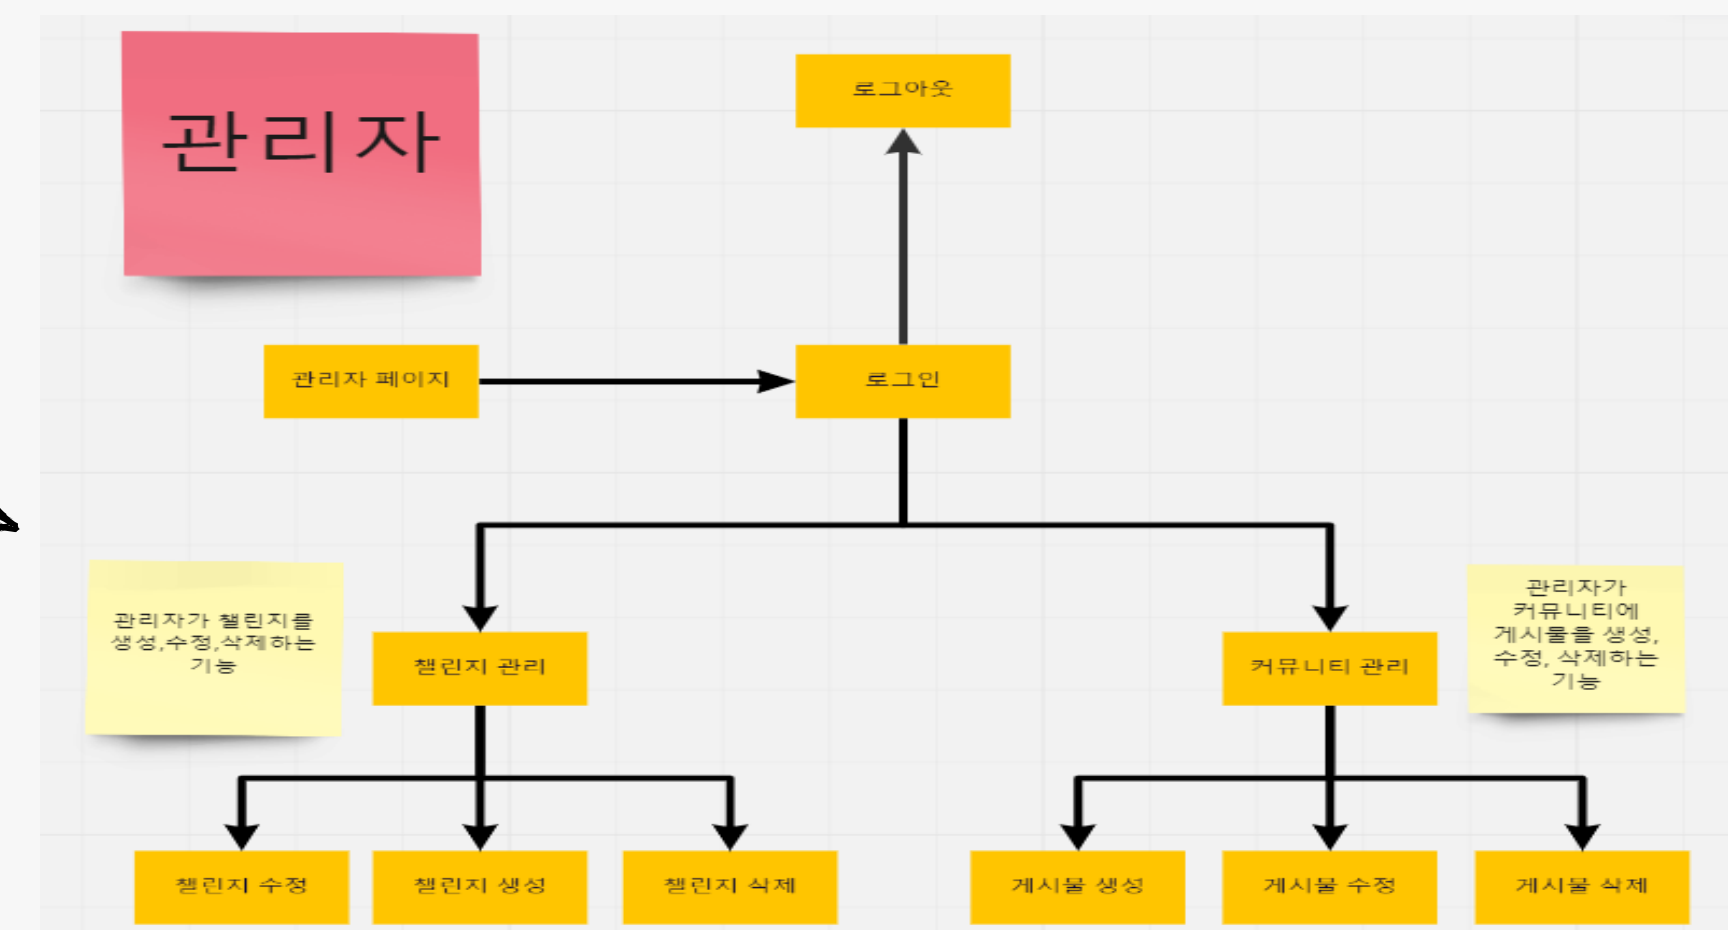 관리자
로그아웃
관리자 페이지
로그인
관리자가 챌린지를
생성,수정,삭제하는
기능
챌린지 관리
커뮤니티 관리
관리자가
커뮤니티에
게시물을 생성,
수정, 삭제하는
기능
챌린지 수정
챌린지 생성
챌린지 삭제
게시물 생성
게시물 수정
게시물 삭제